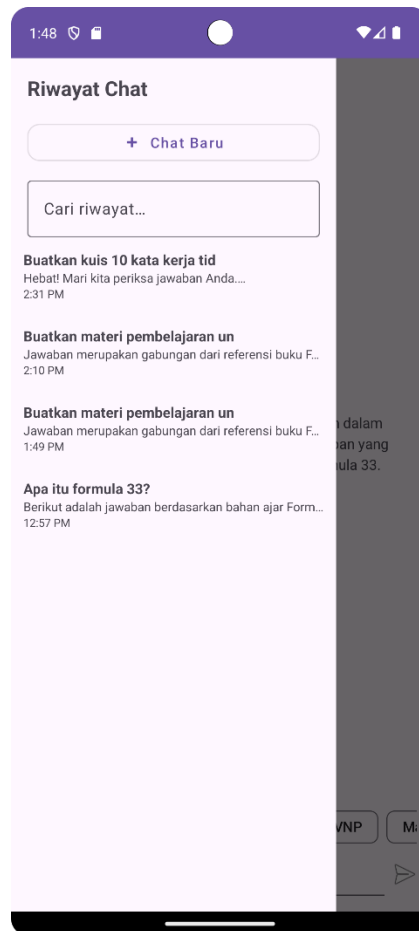 1:48
Riwayat Chat
+ Chat Baru
Cari riwayat...
Buatkan kuis 10 kata kerja tid
Hebat! Mari kita periksa jawaban Anda....
2:31 PM
Buatkan materi pembelajaran un
Jawaban merupakan gabungan dari referensi buku F...
2:10 PM
Buatkan materi pembelajaran un
Jawaban merupakan gabungan dari referensi buku F...
1:49 PM
Apa itu formula 33?
Berikut adalah jawaban berdasarkan bahan ajar Form...
12:57 PM
dalam
yang
33.